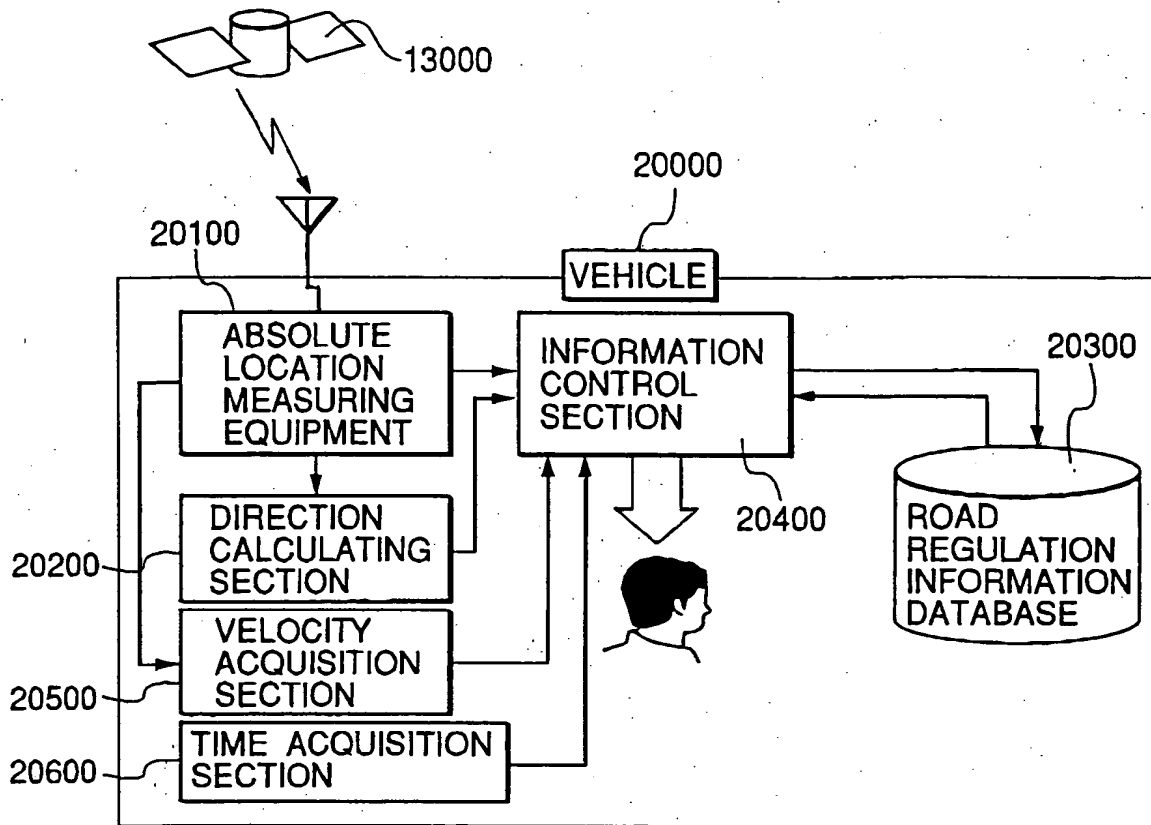 13000
20000
20100
VEHICLE
ABSOLUTE
LOCATION
MEASURING
EQUIPMENT
INFORMATION
CONTROL
SECTION
20300
20400
DIRECTION
CALCULATING
SECTION
20200
ROAD
REGULATION
INFORMATION
DATABASE
VELOCITY
ACQUISITION
SECTION
20500
TIME ACQUISITION
SECTION
20600